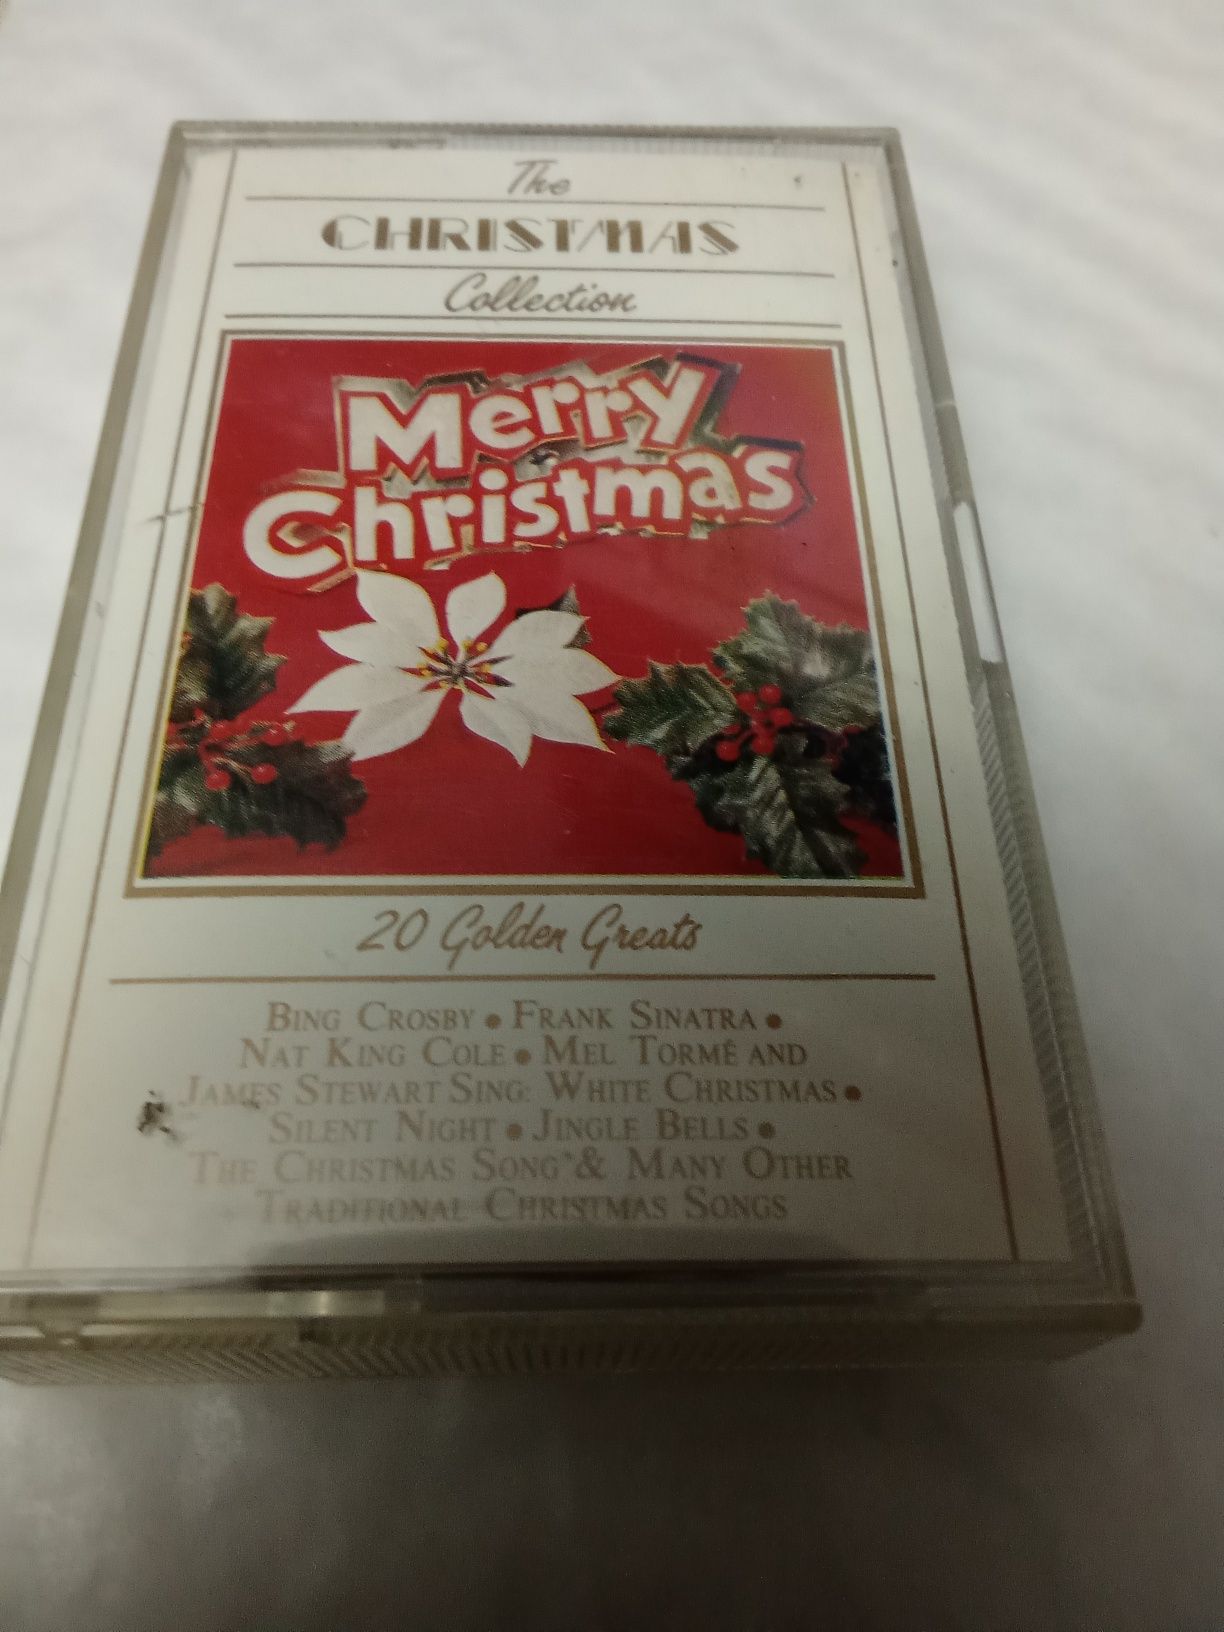 The
CHRISTMAS
Collection
Merry
Christmas
20 Golden Greats
BING CROSBY • FRANK SINATRA •
NAT KING COLE • MEL TORMÉ AND
JAMES STEWART SING: WHITE CHRISTMAS •
SILENT NIGHT • JINGLE BELLS •
THE CHRISTMAS SONG & MANY OTHER
TRADITIONAL CHRISTMAS SONGS